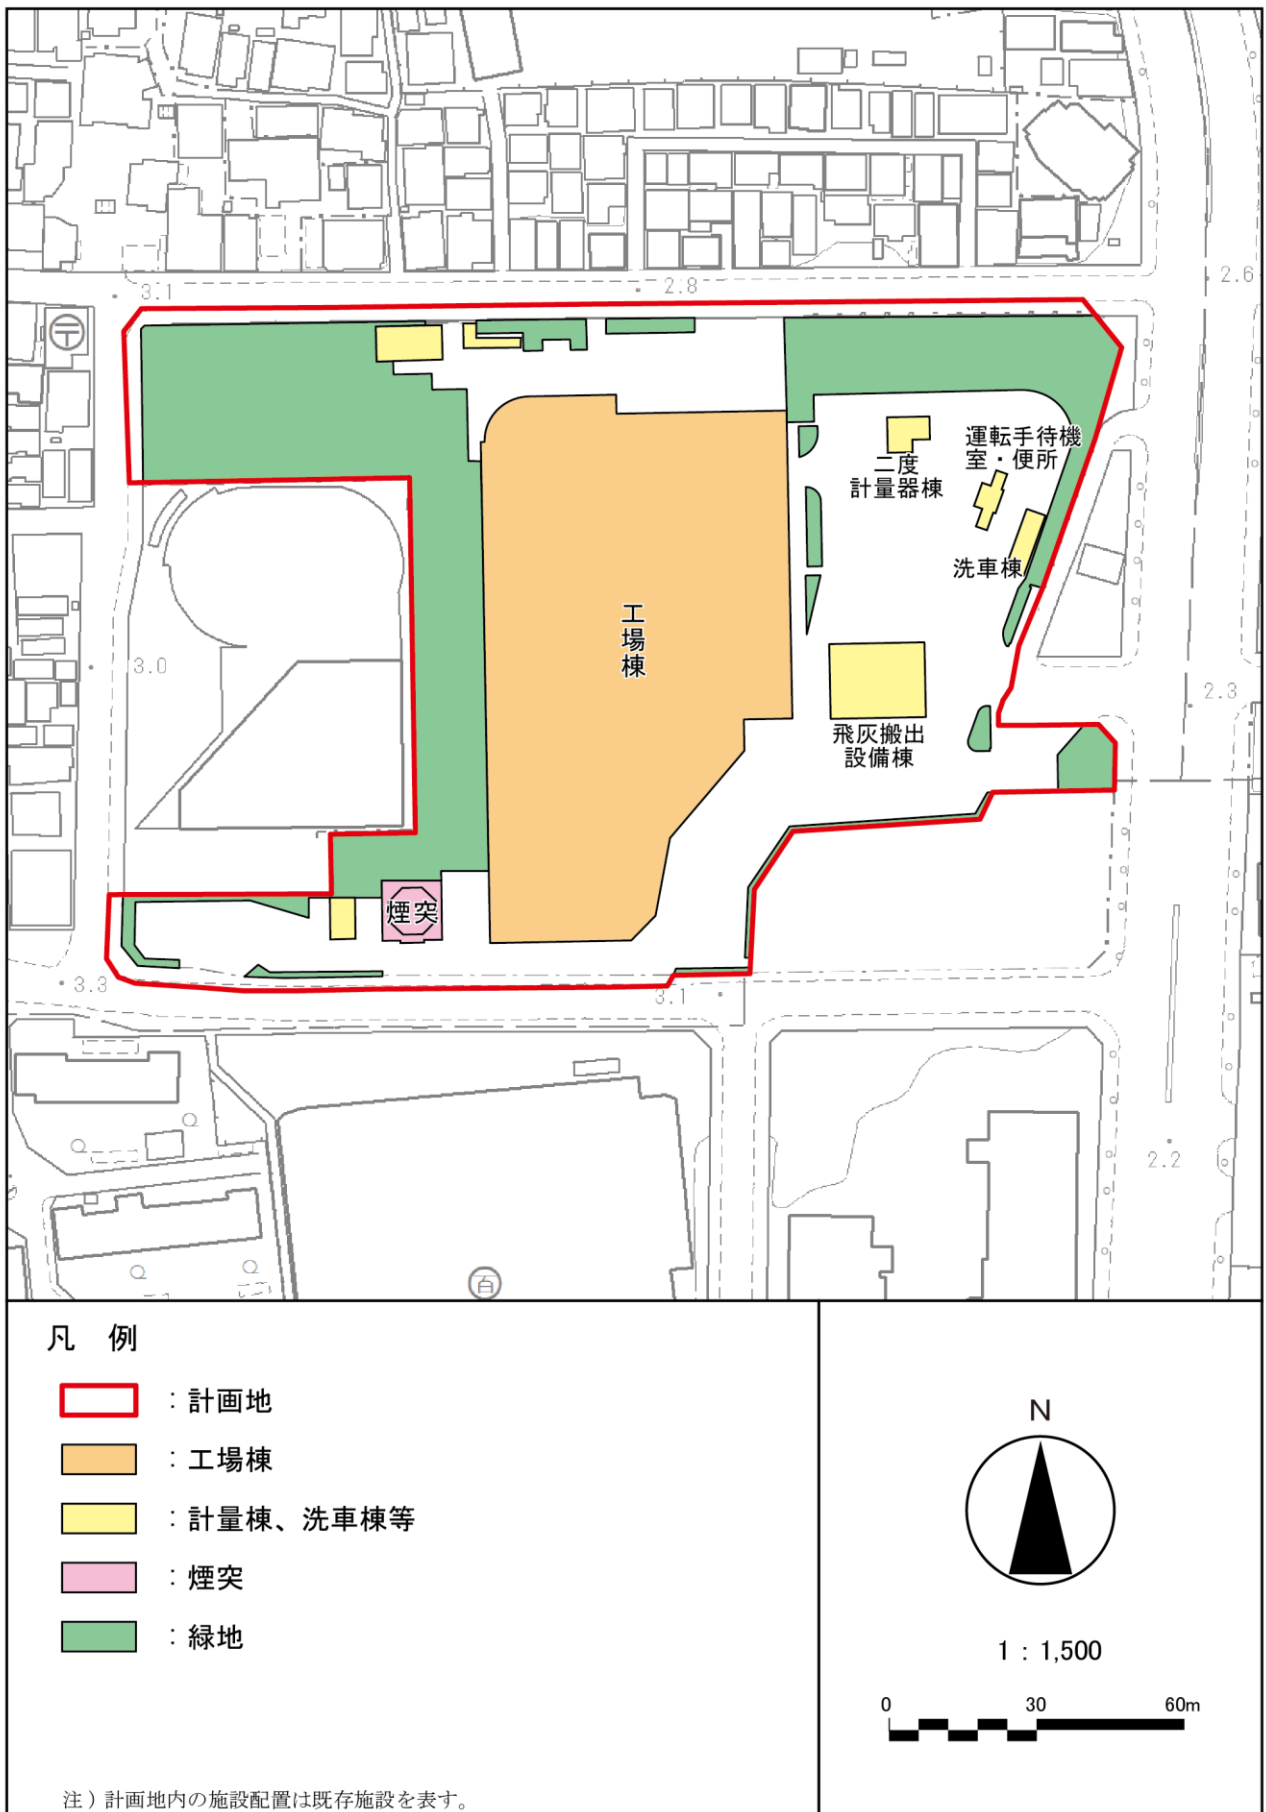 3.1
2.8
2.6
〒
運転手待機
室・便所
二度
計量器棟
洗車棟
工場棟
3.0
2.3
飛灰搬出
設備棟
煙突
3.3
3.1
2.2
百
凡 例
：計画地
：工場棟
：計量棟、洗車棟等
：煙突
：緑地
N
1：1,500
0 30 60m
注）計画地内の施設配置は既存施設を表す。